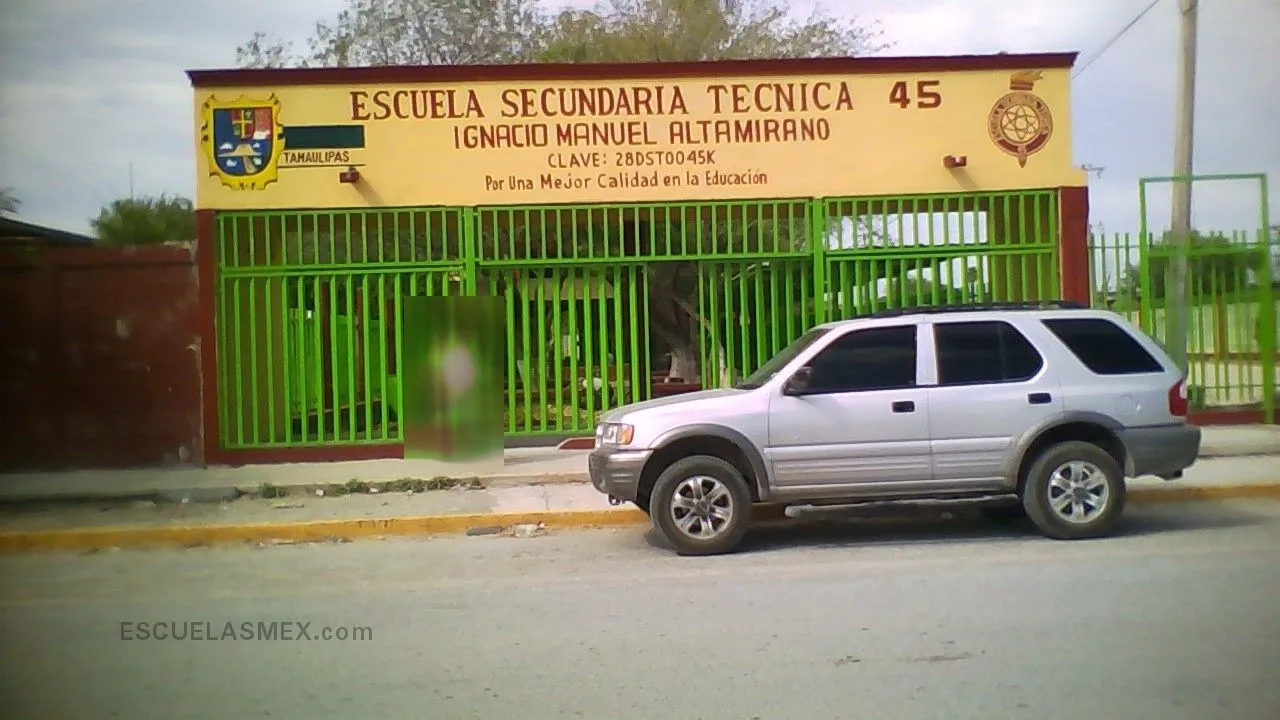 ESCUELA SECUNDARIA TECNICA 45
IGNACIO MANUEL ALTAMIRANO
CLAVE: 28DST0045K
TAMAULIPAS
Por Una Mejor Calidad en la Educación
ESCUELASMEX.com